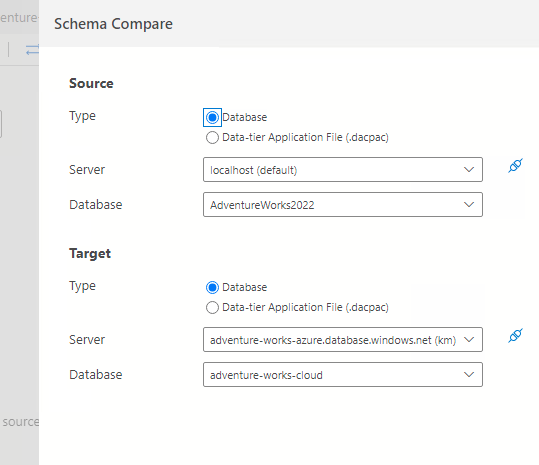 enture
Schema Compare
Source
Type
Database
Data-tier Application File (.dacpac)
Server
localhost (default)
Database
AdventureWorks2022
Target
Type
Database
Data-tier Application File (.dacpac)
Server
adventure-works-azure.database.windows.net (km)
Database
adventure-works-cloud
source